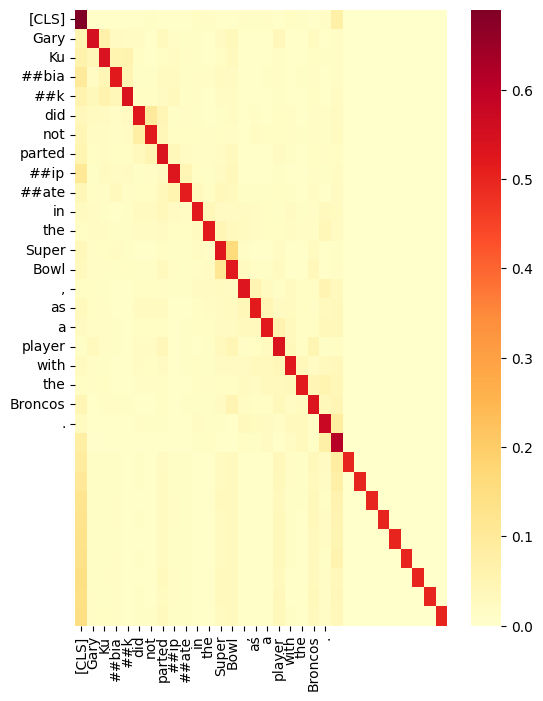 [CLS]
Gary
Ku
##bia
##k
did
not
parted
##ip
##ate
in
the
Super
Bowl
,
as
a
player
with
the
Broncos
.
0.6
0.5
0.4
0.3
0.2
0.1
0.0
[CLS]
Gary
Ku
##bia
##k
did
not
parted
##ip
##ate
in
the
Super
Bowl
,
as
a
player
with
the
Broncos
.